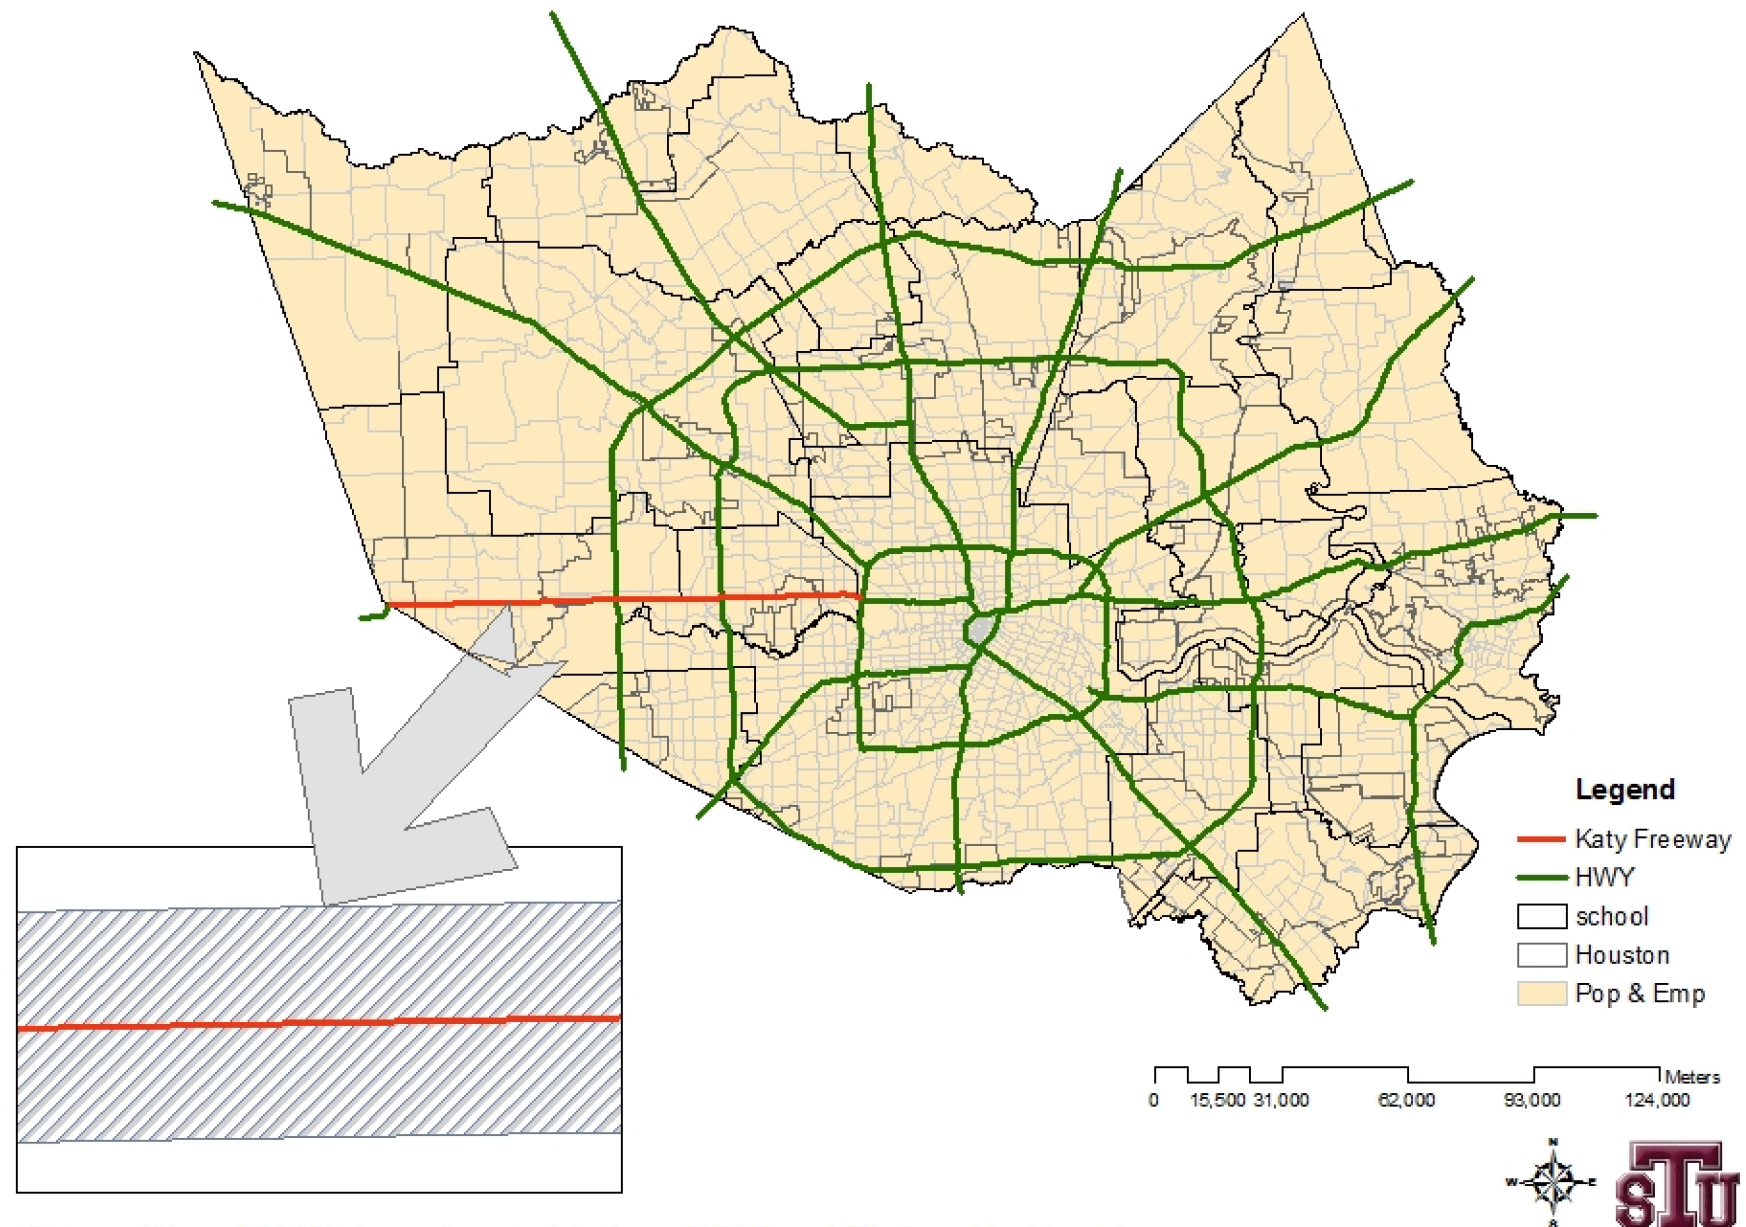 Legend
Katy Freeway
HWY
school
Houston
Pop & Emp
Meters
0 15,500 31,000 62,000 93,000 124,000
N
W E
S
TSU